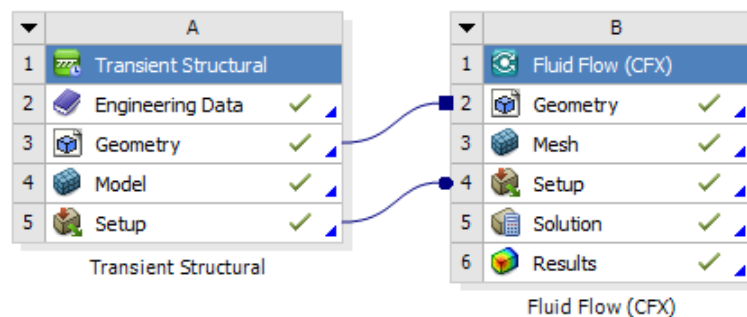 A
1 Transient Structural
2 Engineering Data
3 Geometry
4 Model
5 Setup
Transient Structural
B
1 Fluid Flow (CFX)
2 Geometry
3 Mesh
4 Setup
5 Solution
6 Results
Fluid Flow (CFX)